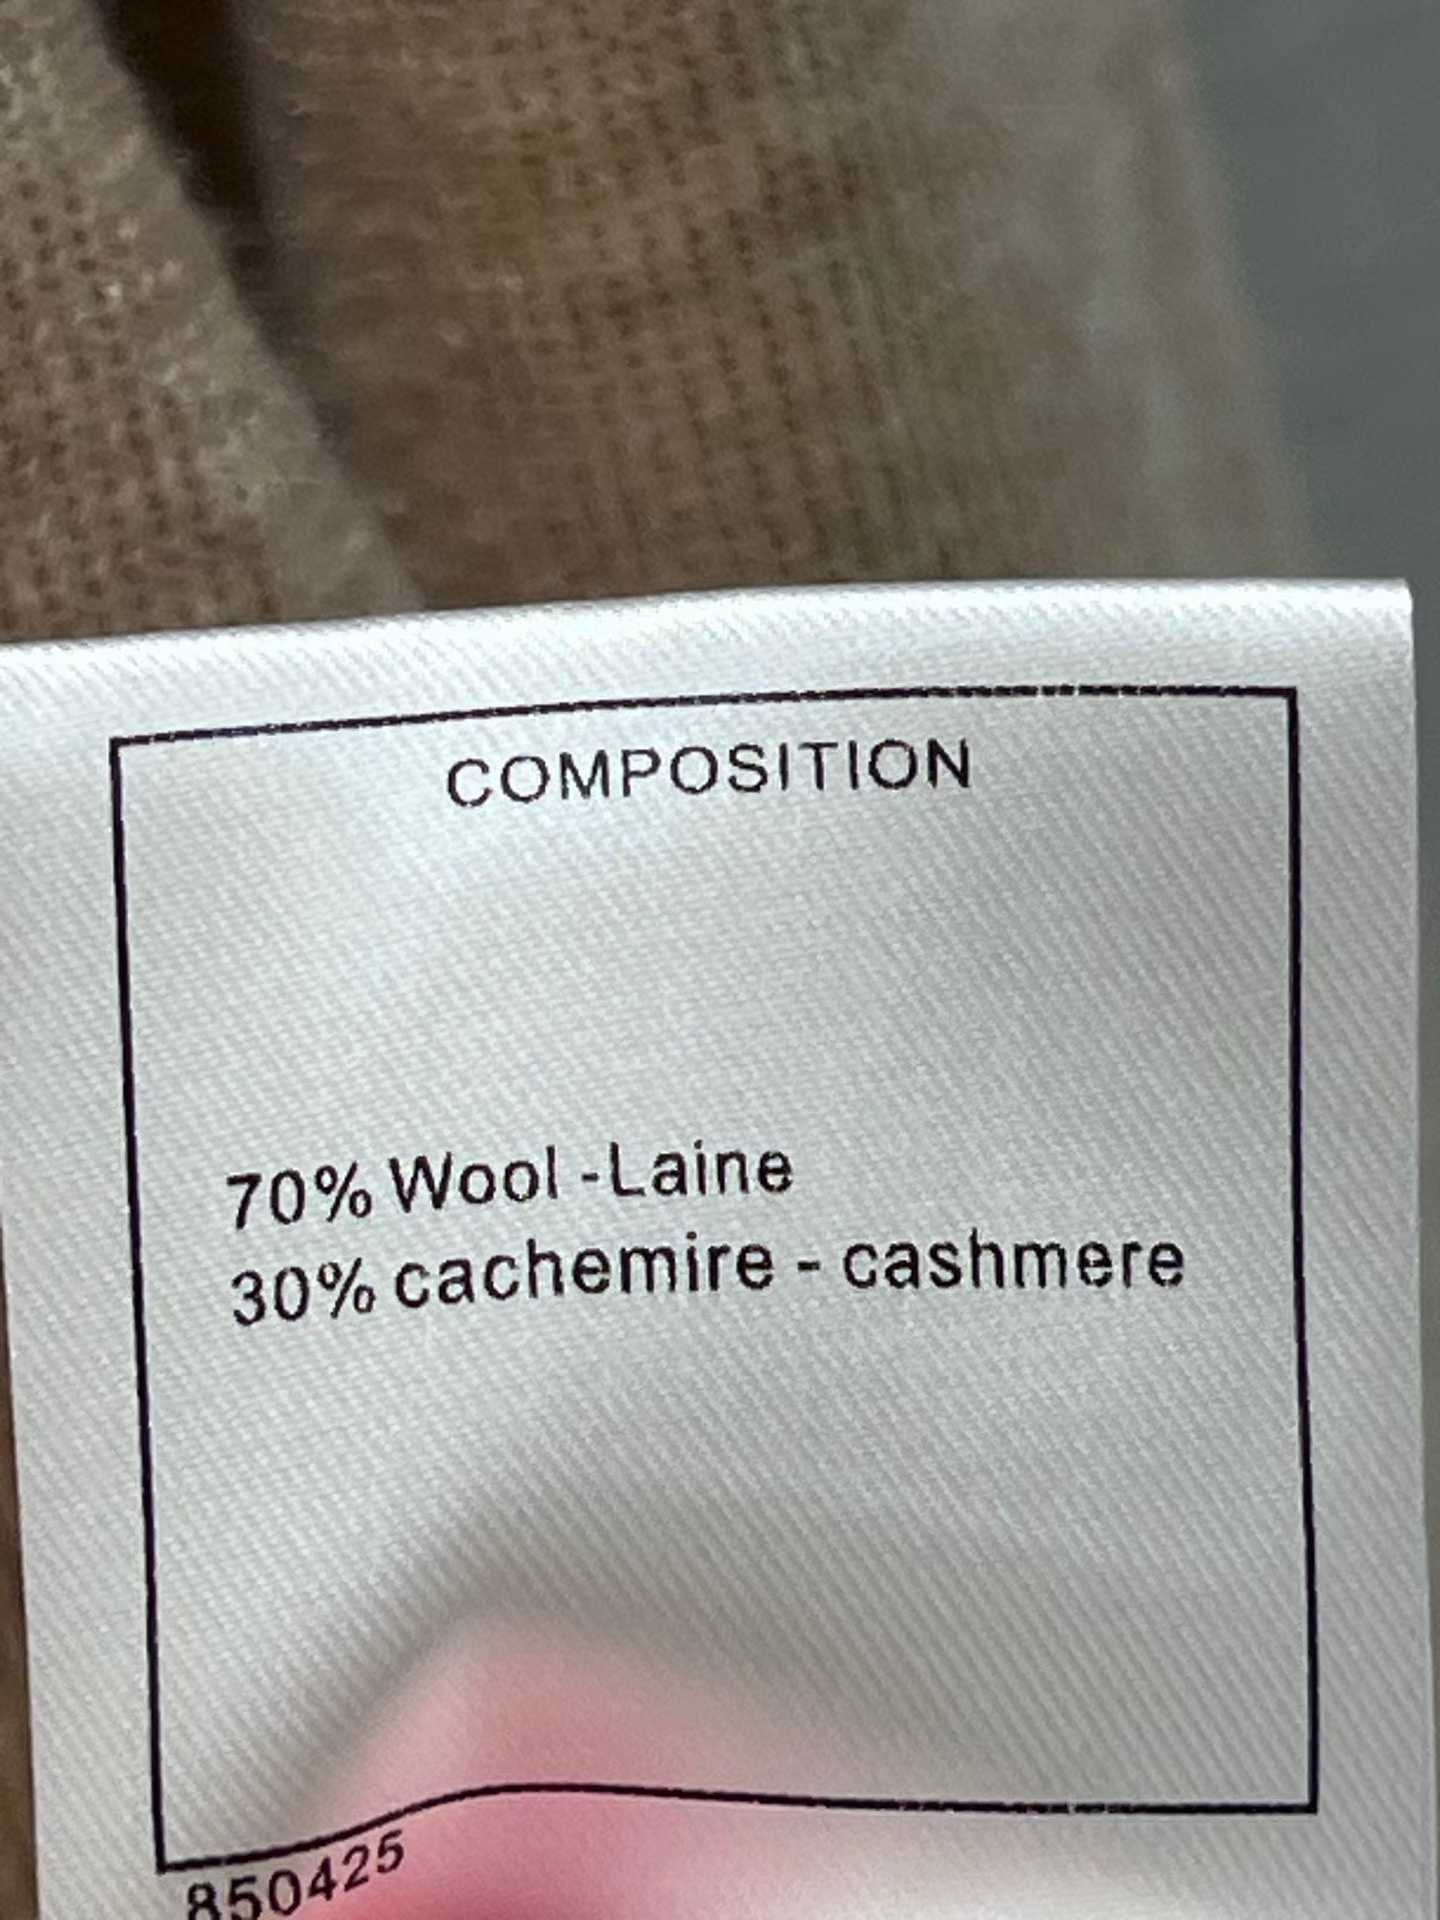 COMPOSITION
70% Wool -Laine
30% cachemire - cashmere
850425